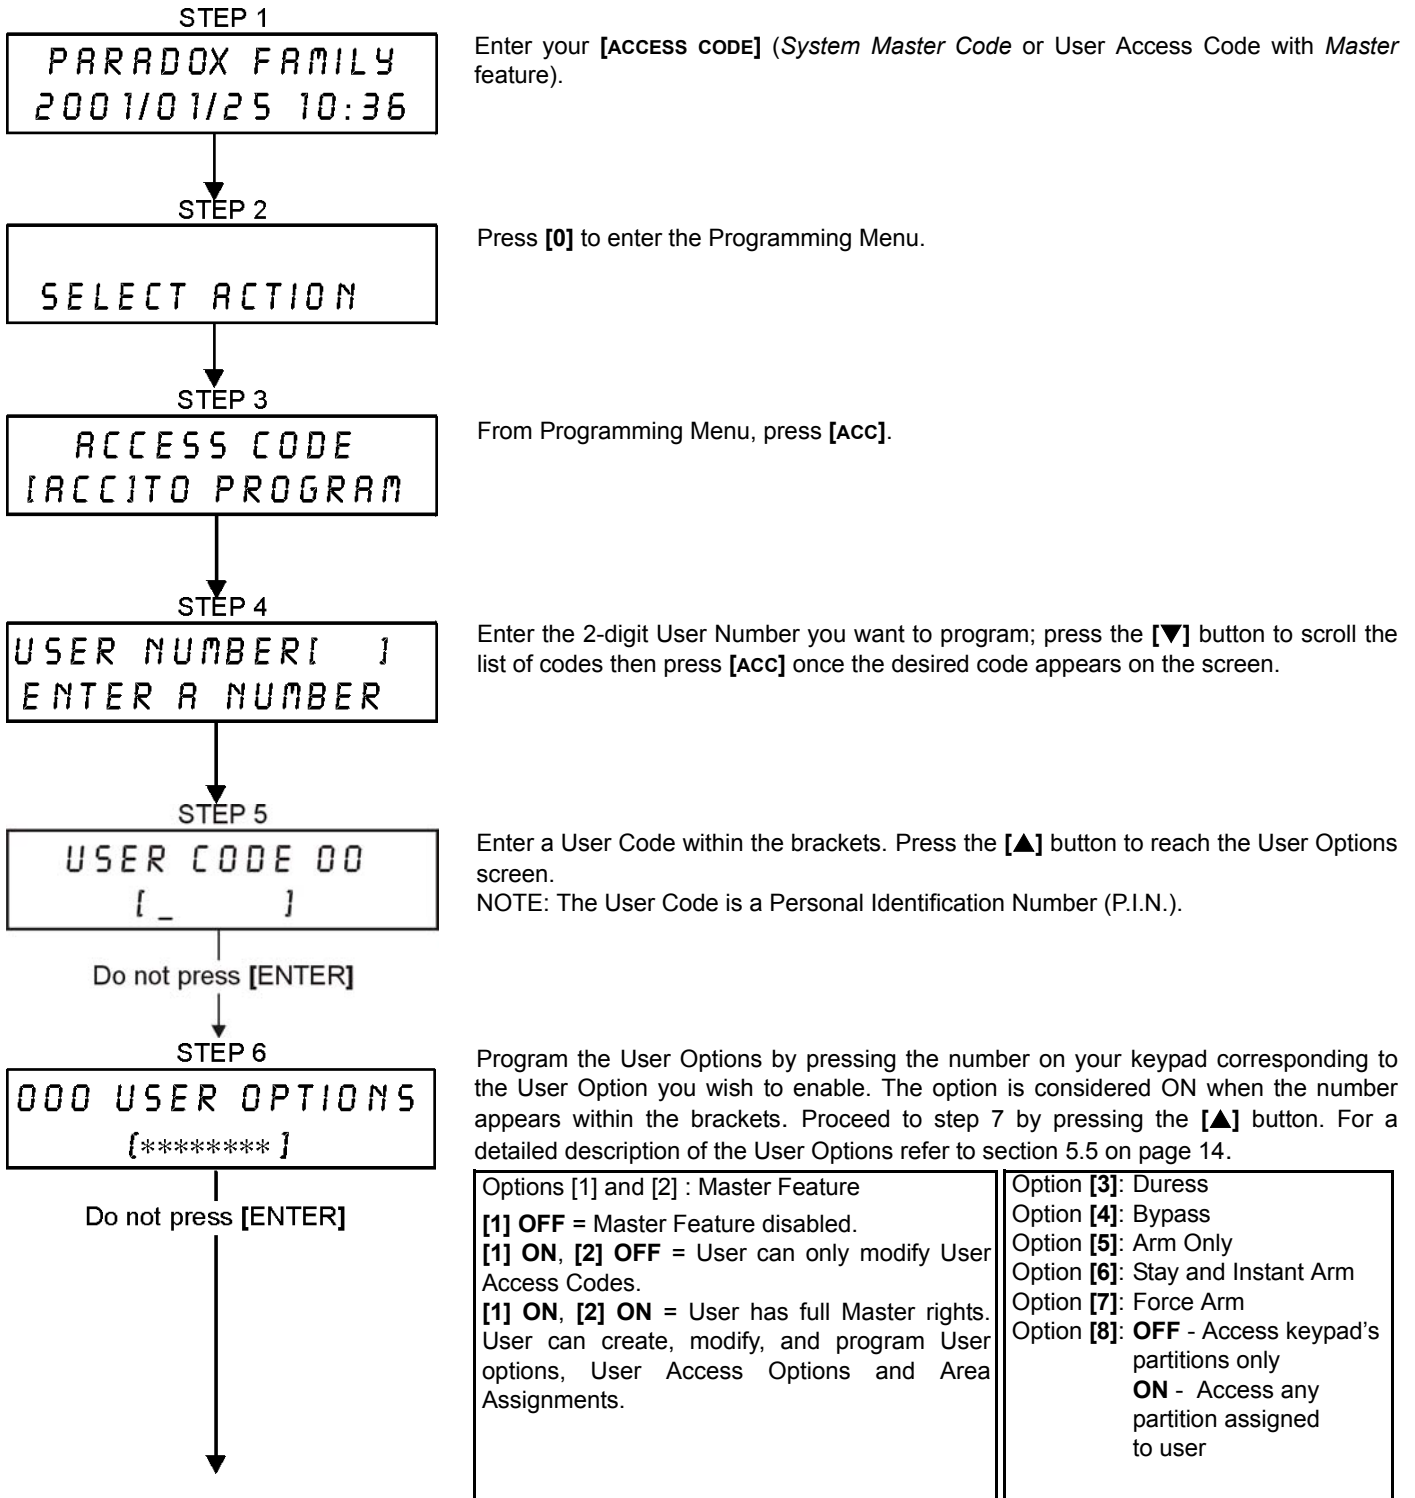 STEP 1
PARADOX FAMILY
2001/01/25 10:36
Enter your [ACCESS CODE] (System Master Code or User Access Code with Master
feature).
STEP 2
SELECT ACTION
Press [0] to enter the Programming Menu.
STEP 3
ACCESS CODE
[ACC]TO PROGRAM
From Programming Menu, press [ACC].
STEP 4
USER NUMBER[  ]
ENTER A NUMBER
Enter the 2-digit User Number you want to program; press the [▼] button to scroll the
list of codes then press [ACC] once the desired code appears on the screen.
STEP 5
USER CODE 00
[ _ ]
Enter a User Code within the brackets. Press the [▲] button to reach the User Options
screen.
NOTE: The User Code is a Personal Identification Number (P.I.N.).
Do not press [ENTER]
STEP 6
000 USER OPTIONS
[******** ]
Program the User Options by pressing the number on your keypad corresponding to
the User Option you wish to enable. The option is considered ON when the number
appears within the brackets. Proceed to step 7 by pressing the [▲] button. For a
detailed description of the User Options refer to section 5.5 on page 14.
Do not press [ENTER]
Options [1] and [2] : Master Feature
[1] OFF = Master Feature disabled.
[1] ON, [2] OFF = User can only modify User
Access Codes.
[1] ON, [2] ON = User has full Master rights.
User can create, modify, and program User
options, User Access Options and Area
Assignments.
Option [3]: Duress
Option [4]: Bypass
Option [5]: Arm Only
Option [6]: Stay and Instant Arm
Option [7]: Force Arm
Option [8]: OFF - Access keypad's
partitions only
ON - Access any
partition assigned
to user